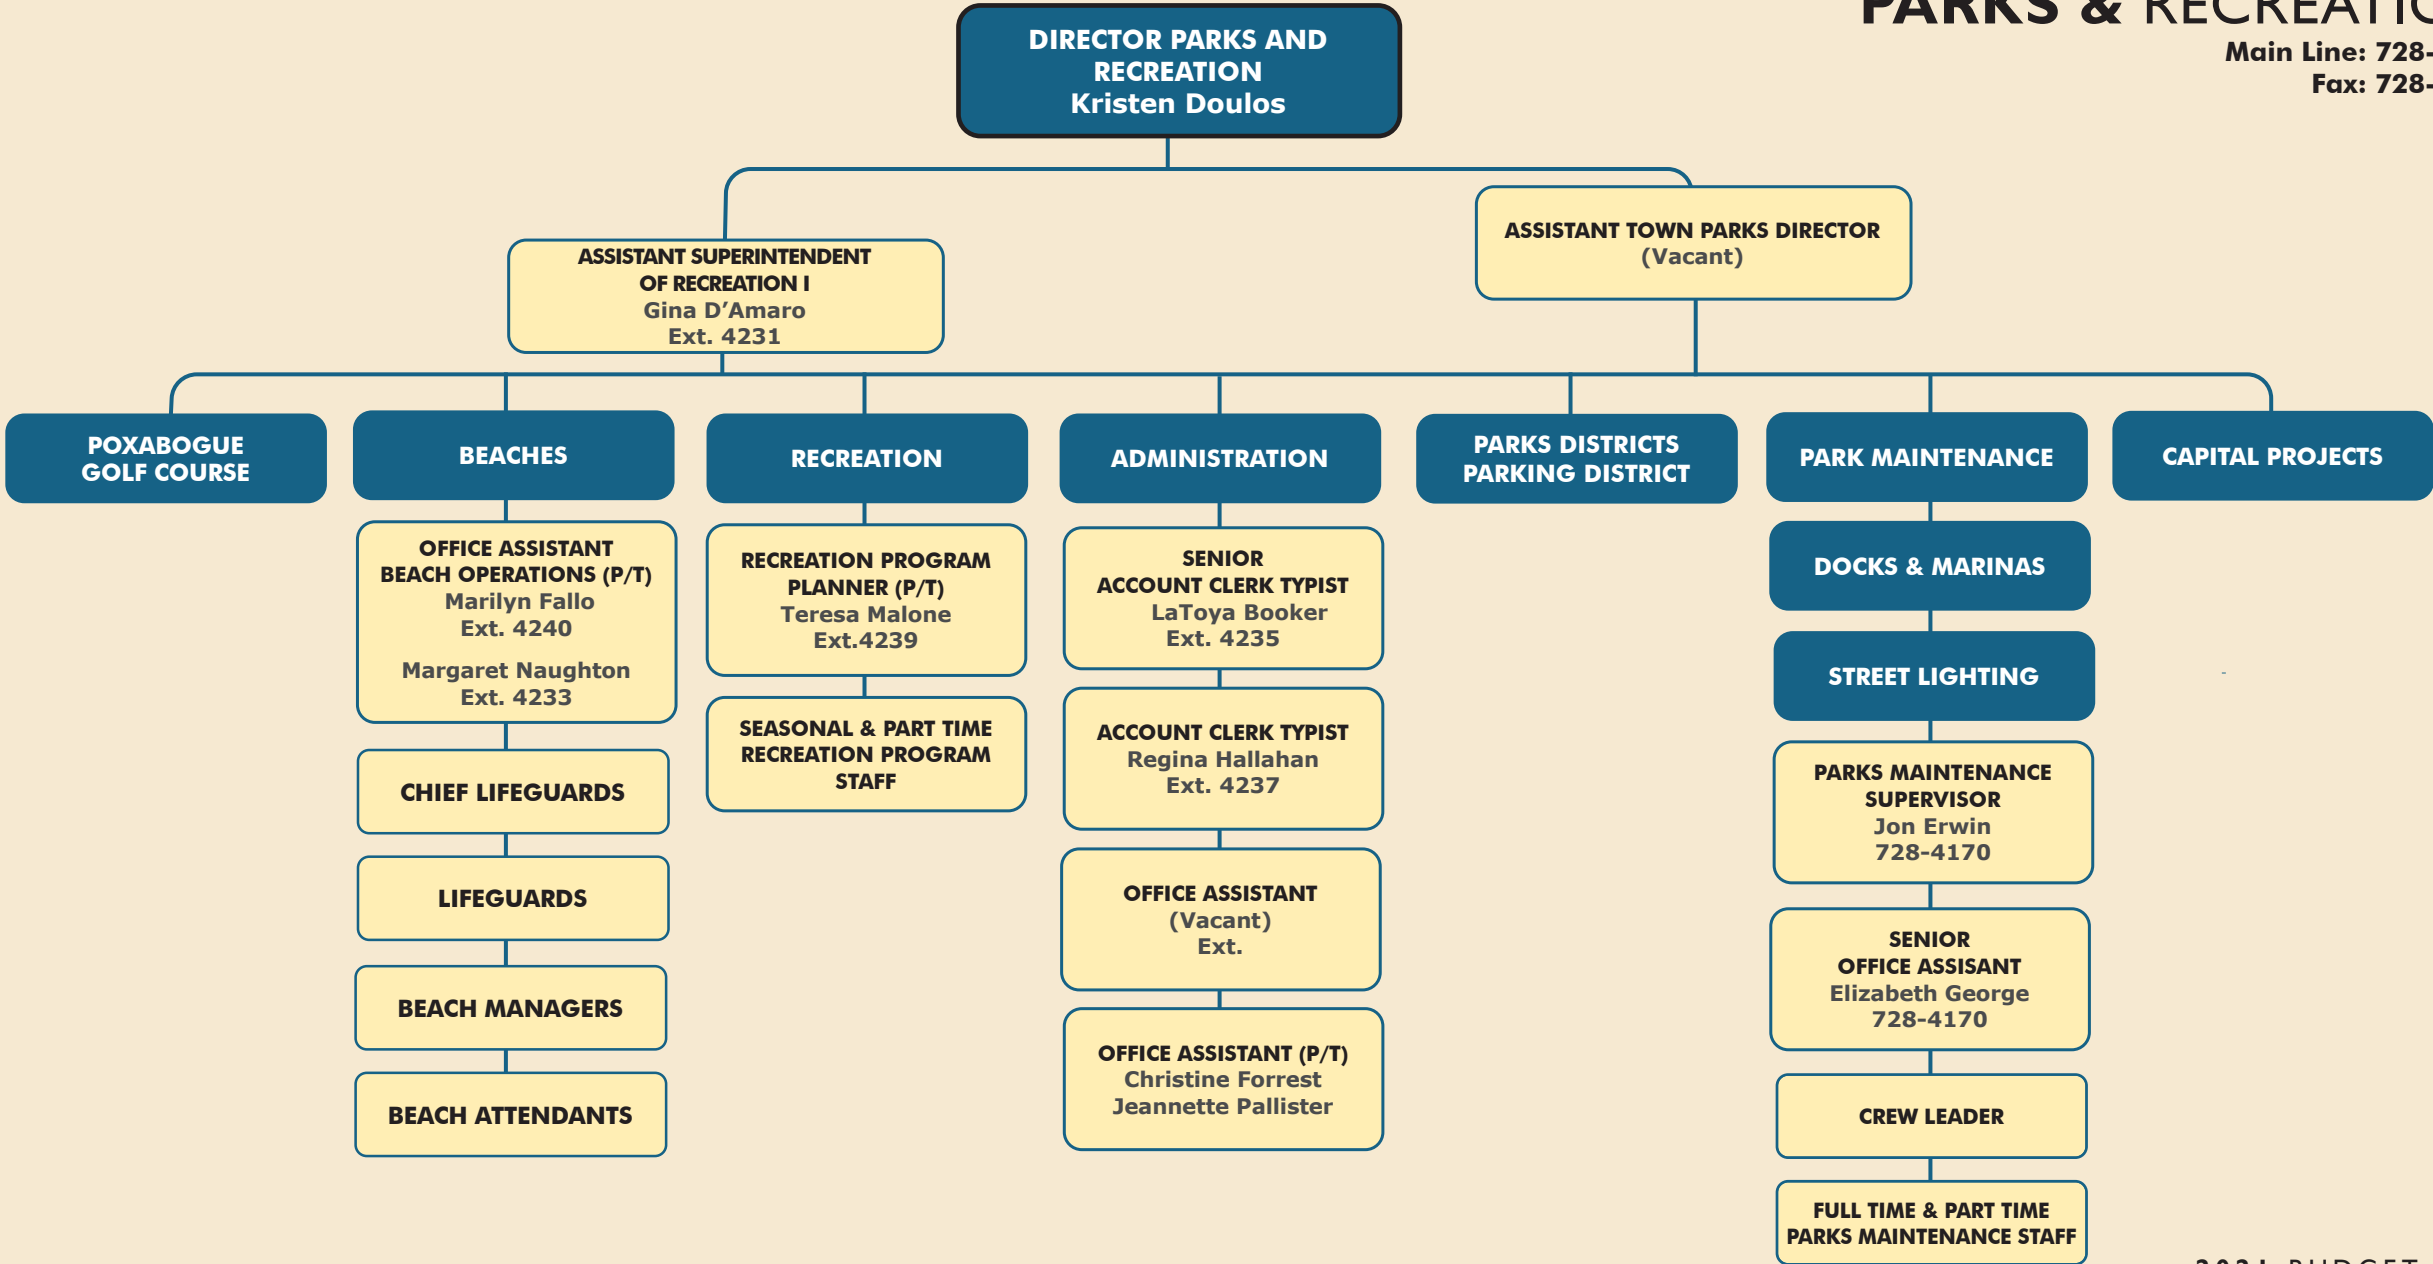 PARKS & RECREATIO
Main Line: 728-
Fax: 728-
DIRECTOR PARKS AND
RECREATION
Kristen Doulos
ASSISTANT SUPERINTENDENT
OF RECREATION I
Gina D’Amaro
Ext. 4231
ASSISTANT TOWN PARKS DIRECTOR
(Vacant)
POXABOGUE
GOLF COURSE
BEACHES
OFFICE ASSISTANT
BEACH OPERATIONS (P/T)
Marilyn Fallo
Ext. 4240
Margaret Naughton
Ext. 4233
CHIEF LIFEGUARDS
LIFEGUARDS
BEACH MANAGERS
BEACH ATTENDANTS
RECREATION
RECREATION PROGRAM
PLANNER (P/T)
Teresa Malone
Ext.4239
SEASONAL & PART TIME
RECREATION PROGRAM
STAFF
ADMINISTRATION
SENIOR
ACCOUNT CLERK TYPIST
LaToya Booker
Ext. 4235
ACCOUNT CLERK TYPIST
Regina Hallahan
Ext. 4237
OFFICE ASSISTANT
(Vacant)
Ext.
OFFICE ASSISTANT (P/T)
Christine Forrest
Jeannette Pallister
PARKS DISTRICTS
PARKING DISTRICT
PARK MAINTENANCE
DOCKS & MARINAS
STREET LIGHTING
PARKS MAINTENANCE
SUPERVISOR
Jon Erwin
728-4170
SENIOR
OFFICE ASSISANT
Elizabeth George
728-4170
CREW LEADER
FULL TIME & PART TIME
PARKS MAINTENANCE STAFF
CAPITAL PROJECTS
2021 BUDGET